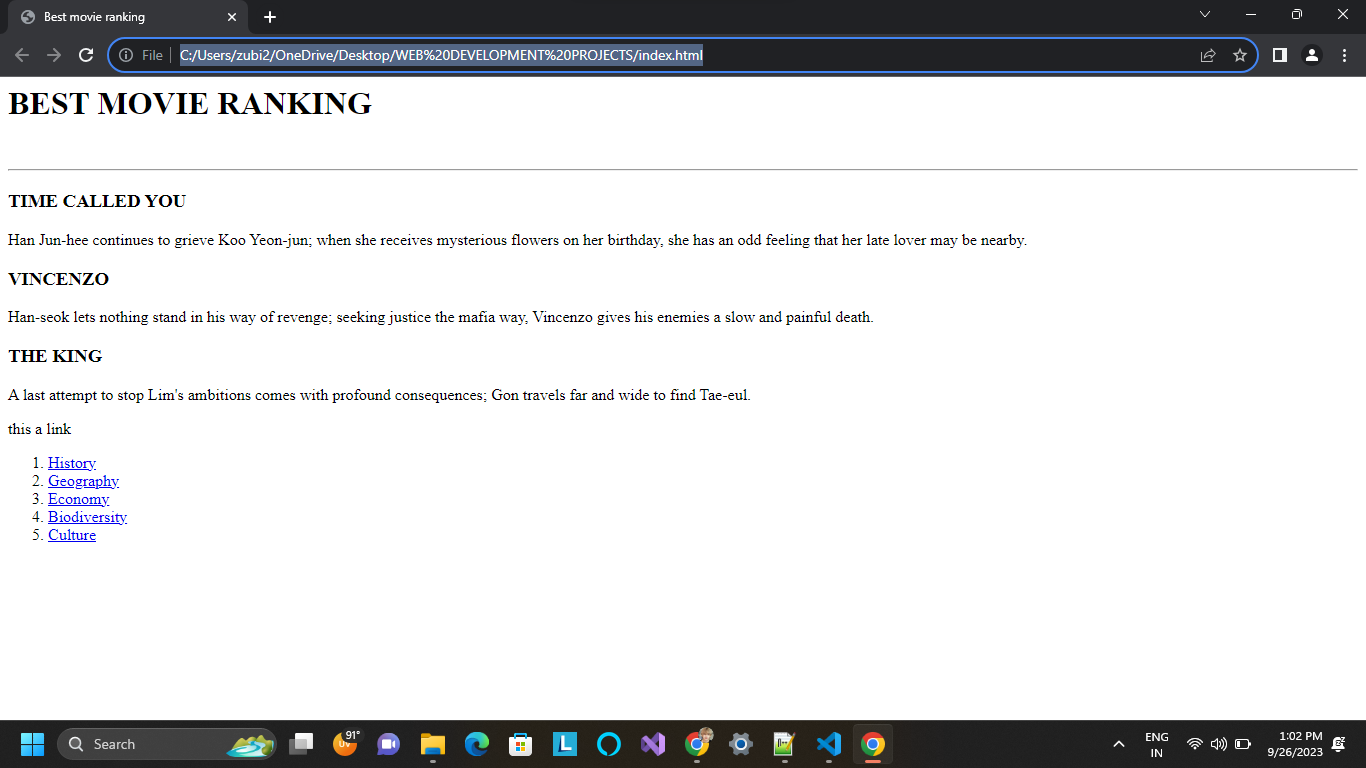 Best movie ranking
File
C:/Users/zubi2/OneDrive/Desktop/WEB%20DEVELOPMENT%20PROJECTS/index.html
BEST MOVIE RANKING
TIME CALLED YOU
Han Jun-hee continues to grieve Koo Yeon-jun; when she receives mysterious flowers on her birthday, she has an odd feeling that her late lover may be nearby.
VINCENZO
Han-seok lets nothing stand in his way of revenge; seeking justice the mafia way, Vincenzo gives his enemies a slow and painful death.
THE KING
A last attempt to stop Lim's ambitions comes with profound consequences; Gon travels far and wide to find Tae-eul.
this a link
1. History
2. Geography
3. Economy
4. Biodiversity
5. Culture
Search
91°
UV
L
ENG
IN
1:02 PM
9/26/2023